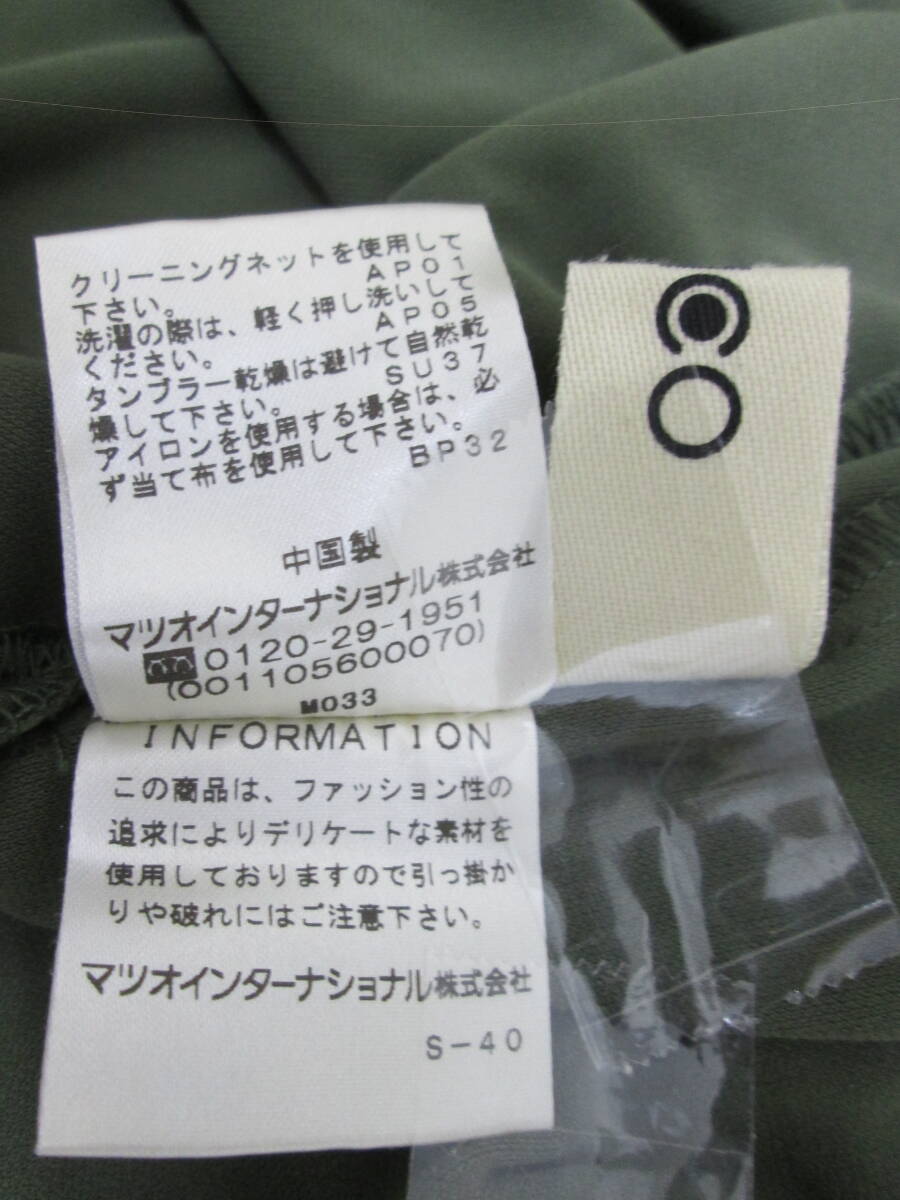 クリーニングネットを使用して
下さい。 AP01
洗濯の際は、軽く押し洗いして
ください。 AP05
タンブラー乾燥は避けて自然乾
燥して下さい。 SU37
アイロンを使用する場合は、必
ず当て布を使用して下さい。
BP32
中国製
マツオインターナショナル株式会社
0120-29-1951
(001105600070)
M033
INFORMATION
この商品は、ファッション性の
追求によりデリケートな素材を
使用しておりますので引っ掛か
りや破れにはご注意下さい。
マツオインターナショナル株式会社
S-40